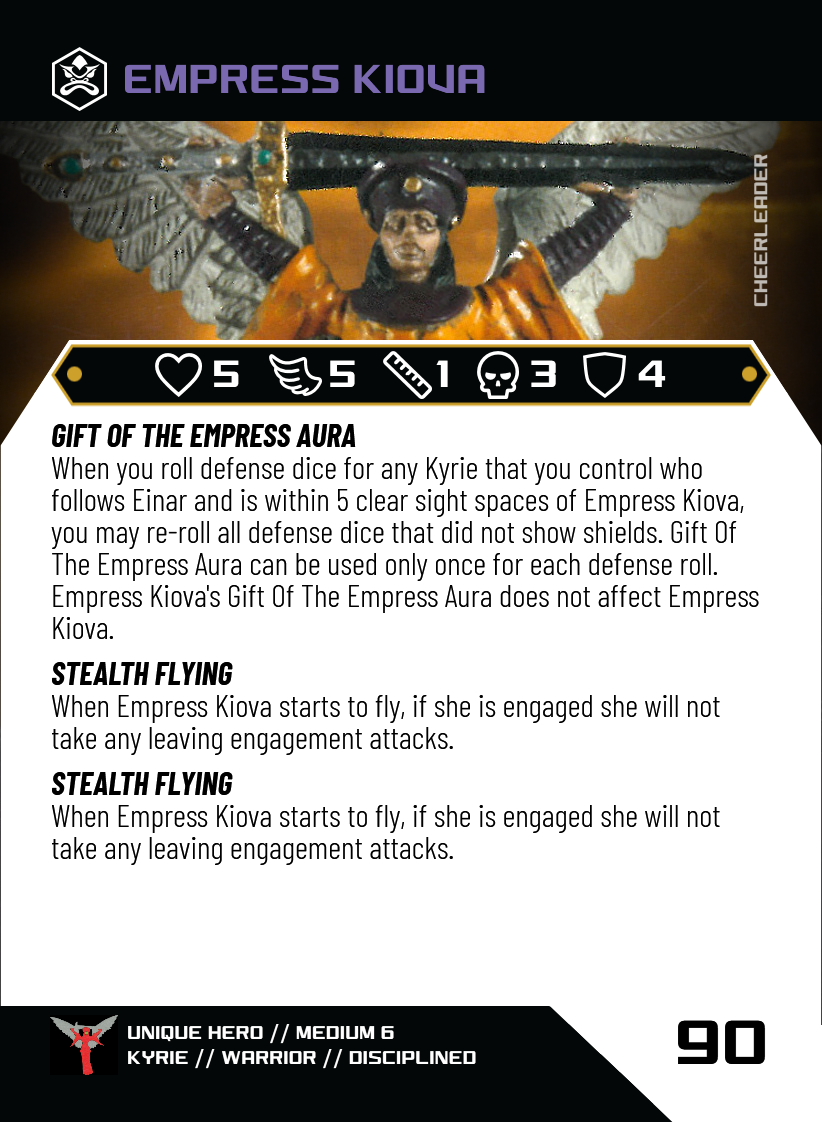 EMPRESS KIOVA
CHEERLEADER
5 5 1 3 4
GIFT OF THE EMPRESS AURA
When you roll defense dice for any Kyrie that you control who
follows Einar and is within 5 clear sight spaces of Empress Kiova,
you may re-roll all defense dice that did not show shields. Gift Of
The Empress Aura can be used only once for each defense roll.
Empress Kiova's Gift Of The Empress Aura does not affect Empress
Kiova.
STEALTH FLYING
When Empress Kiova starts to fly, if she is engaged she will not
take any leaving engagement attacks.
STEALTH FLYING
When Empress Kiova starts to fly, if she is engaged she will not
take any leaving engagement attacks.
UNIQUE HERO // MEDIUM 6
KYRIE // WARRIOR // DISCIPLINED
90